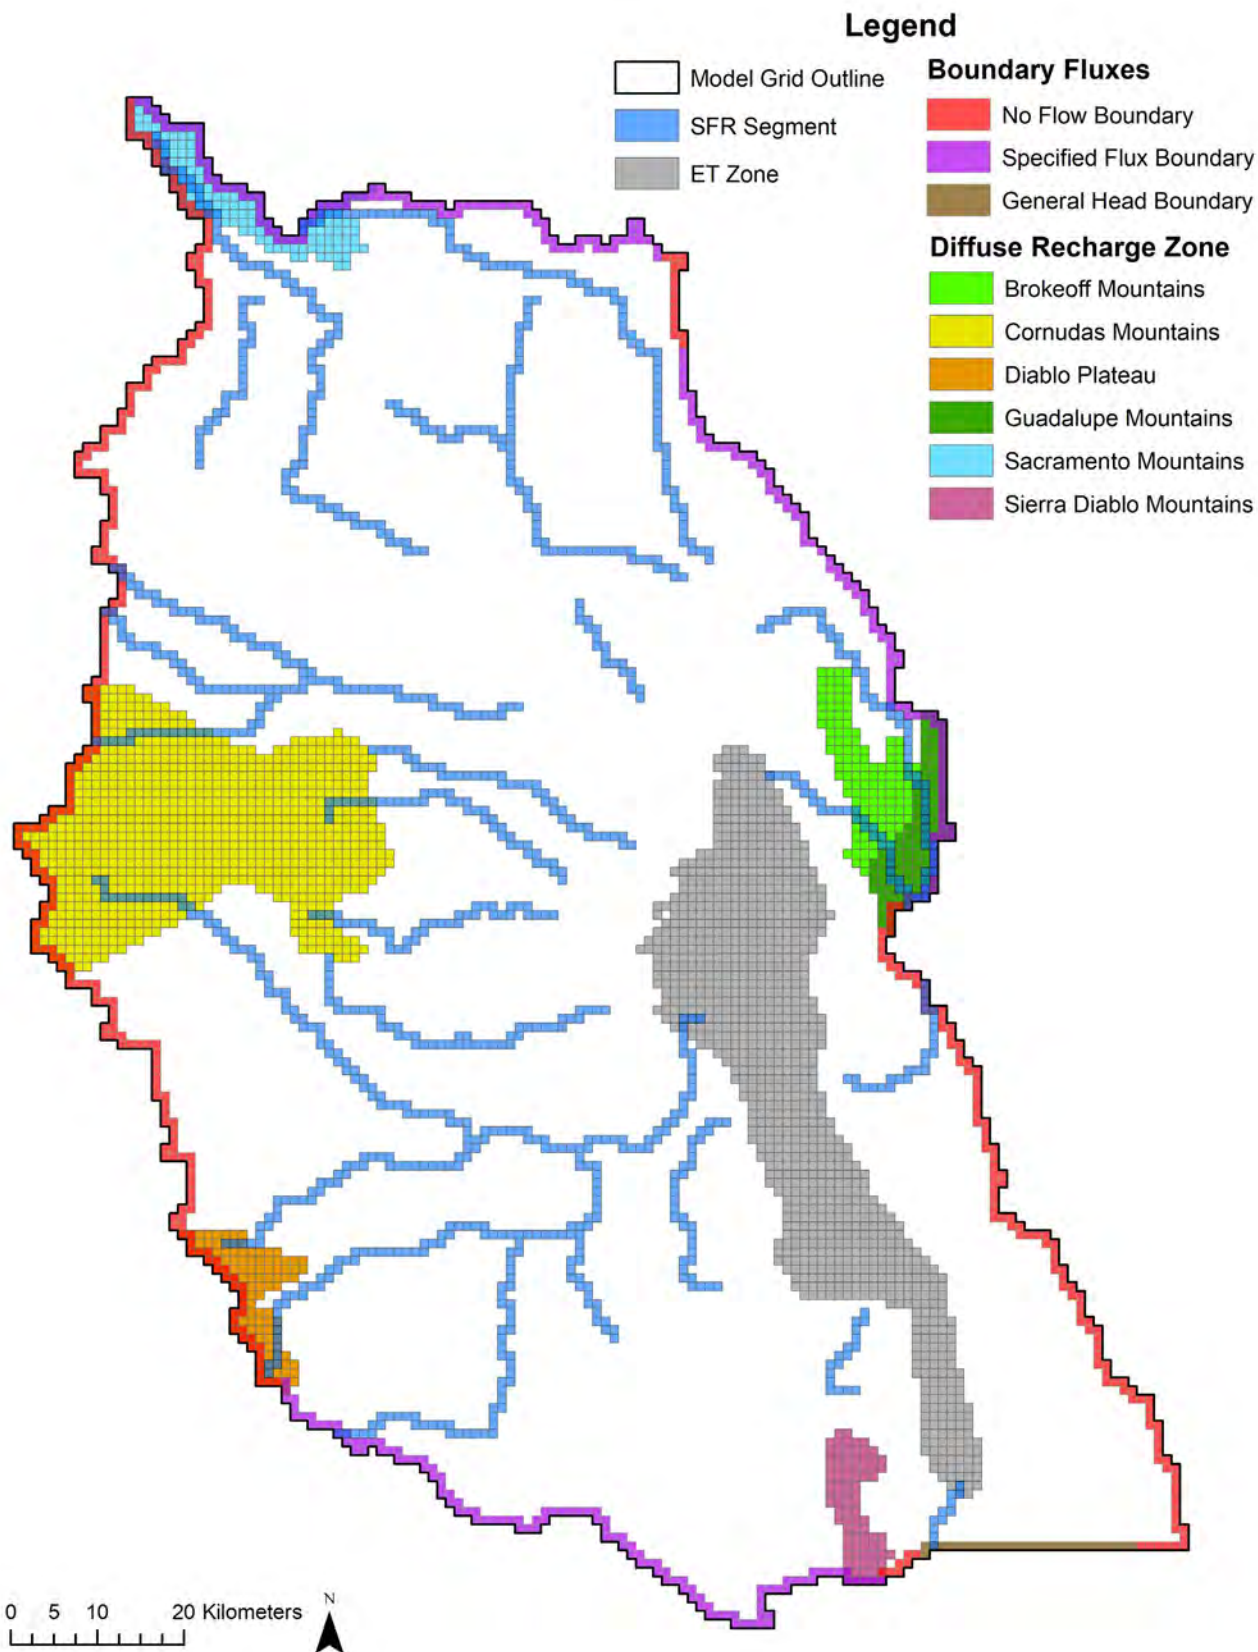 Legend
Model Grid Outline
SFR Segment
ET Zone
Boundary Fluxes
No Flow Boundary
Specified Flux Boundary
General Head Boundary
Diffuse Recharge Zone
Brokeoff Mountains
Cornudas Mountains
Diablo Plateau
Guadalupe Mountains
Sacramento Mountains
Sierra Diablo Mountains
0 5 10 20 Kilometers
N